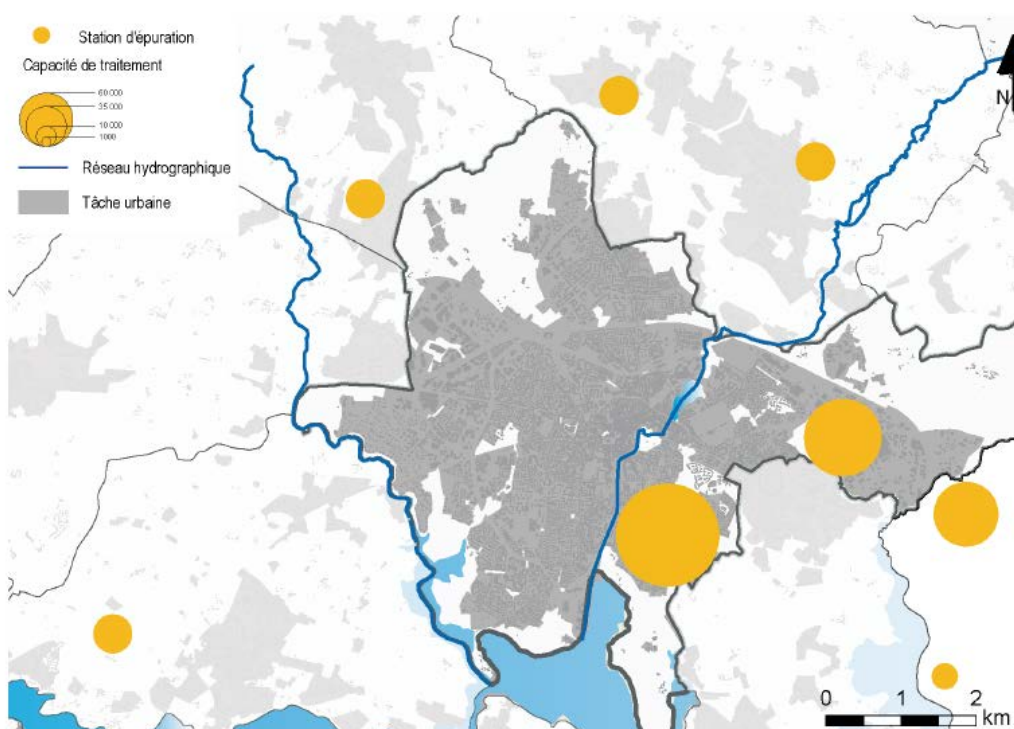 Station d'épuration
Capacité de traitement
60 000
35 000
10 000
1000
Réseau hydrographique
Tâche urbaine
N
0 1 2
km